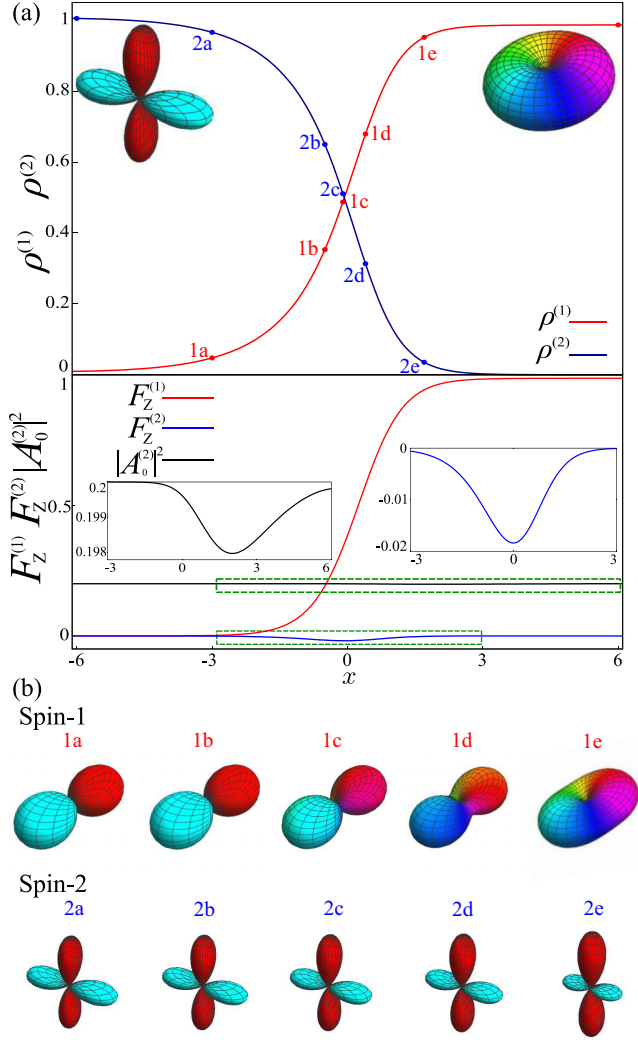 (a)
1
0.8
0.6
0.4
0.2
0
ρ(1) ρ(2)
2a
1e
1d
2b
2c
1c
1b
2d
1a
2e
ρ(1)
ρ(2)
1
0.5
0
F_Z^(1) F_Z^(2) |A_0^(2)|^2
F_Z^(1)
F_Z^(2)
|A_0^(2)|^2
0.2
0.199
0.198
-3 0 3 6
0
-0.01
-0.02
-3 0 3
-6 -3 0 3 6
x
(b)
Spin-1
1a 1b 1c 1d 1e
Spin-2
2a 2b 2c 2d 2e